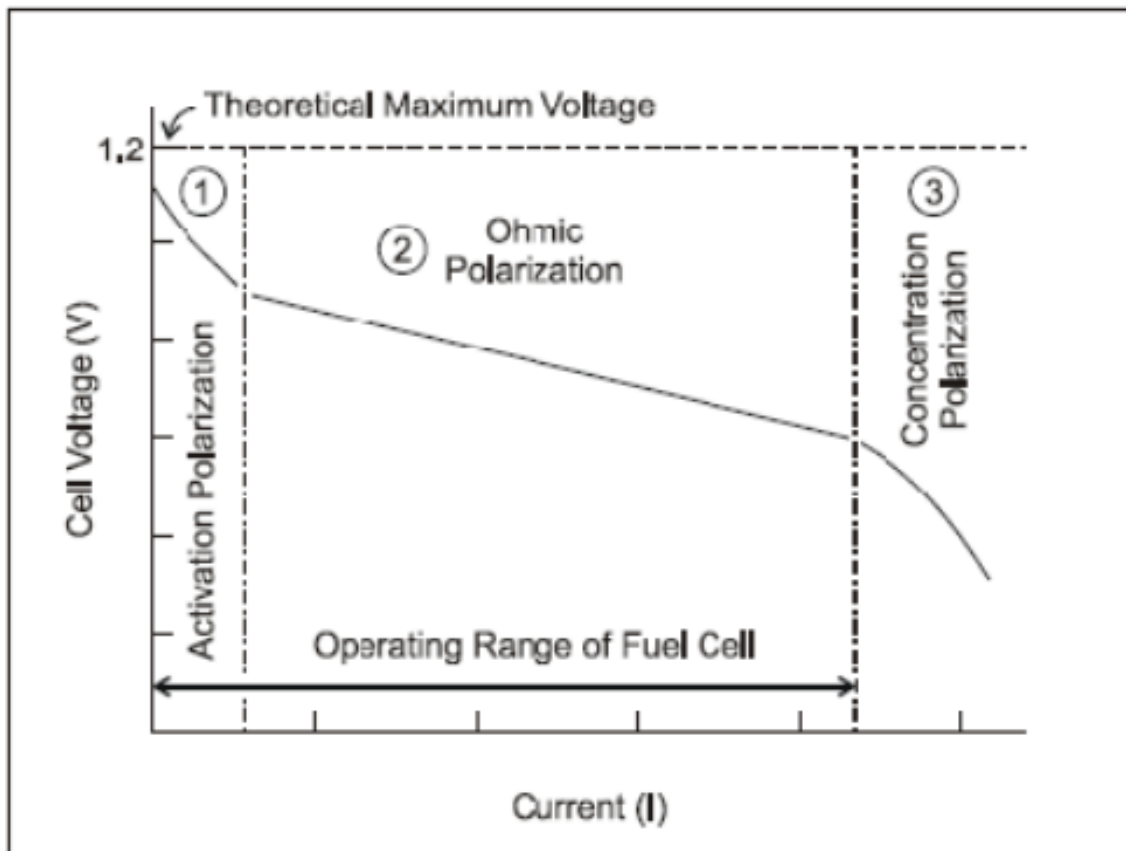 Theoretical Maximum Voltage
1.2
1
2
Ohmic
Polarization
3
Concentration
Polarization
Activation Polarization
Cell Voltage (V)
Operating Range of Fuel Cell
Current (I)